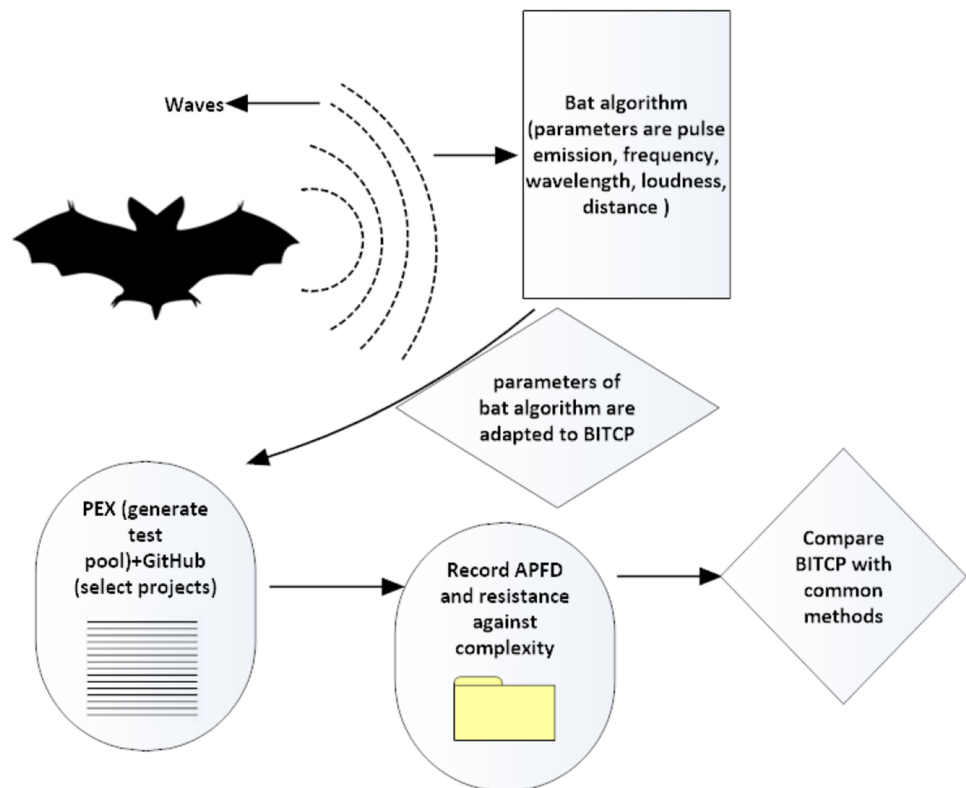 Waves
Bat algorithm
(parameters are pulse
emission, frequency,
wavelength, loudness,
distance )
parameters of
bat algorithm are
adapted to BITCP
PEX (generate
test
pool)+GitHub
(select projects)
Record APFD
and resistance
against
complexity
Compare
BITCP with
common
methods